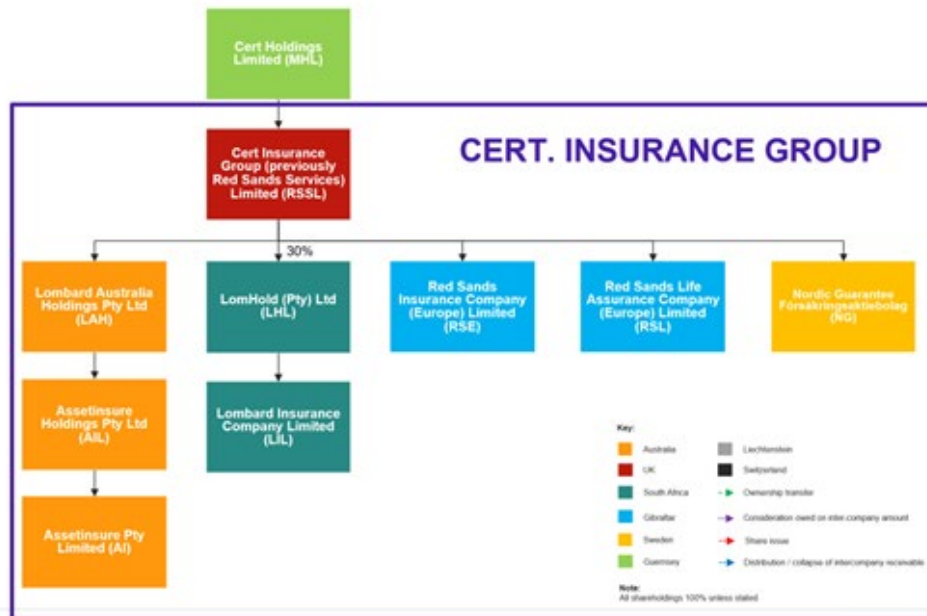 Cert Holdings
Limited (MHL)
CERT. INSURANCE GROUP
Cert Insurance
Group (previously
Red Sands Services)
Limited (RSSL)
30%
Lombard Australia
Holdings Pty Ltd
(LAH)
LomHold (Pty) Ltd
(LHL)
Red Sands
Insurance Company
(Europe) Limited
(RSE)
Red Sands Life
Assurance Company
(Europe) Limited
(RSL)
Nordic Guarantee
Försäkringsaktiebolag
(NG)
Assetinsure
Holdings Pty Ltd
(AIL)
Lombard Insurance
Company Limited
(LIL)
Assetinsure Pty
Limited (AI)
Key:
Australia
Liechtenstein
UK
Switzerland
South Africa
Ownership transfer
Gibraltar
Consideration owed on inter company amount
Sweden
Share issue
Guernsey
Distribution / collapse of intercompany receivable
Note:
All shareholdings 100% unless stated